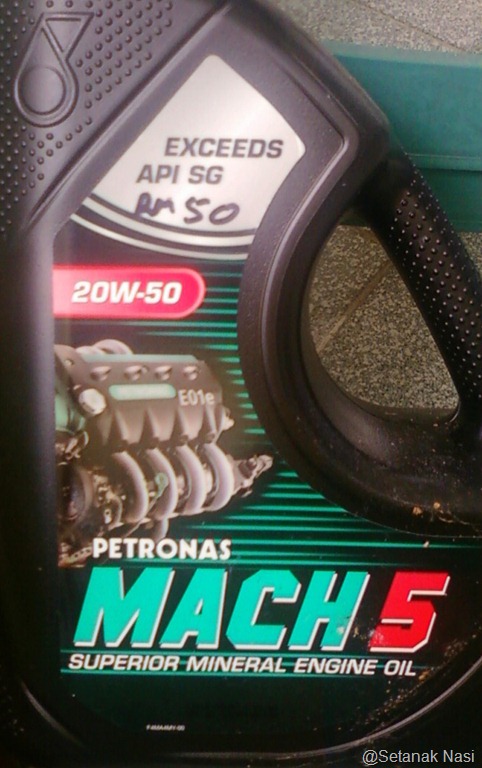 EXCEEDS
API SG
RM 50
20W-50
E01e
PETRONAS
MACH 5
SUPERIOR MINERAL ENGINE OIL
@Setanak Nasi